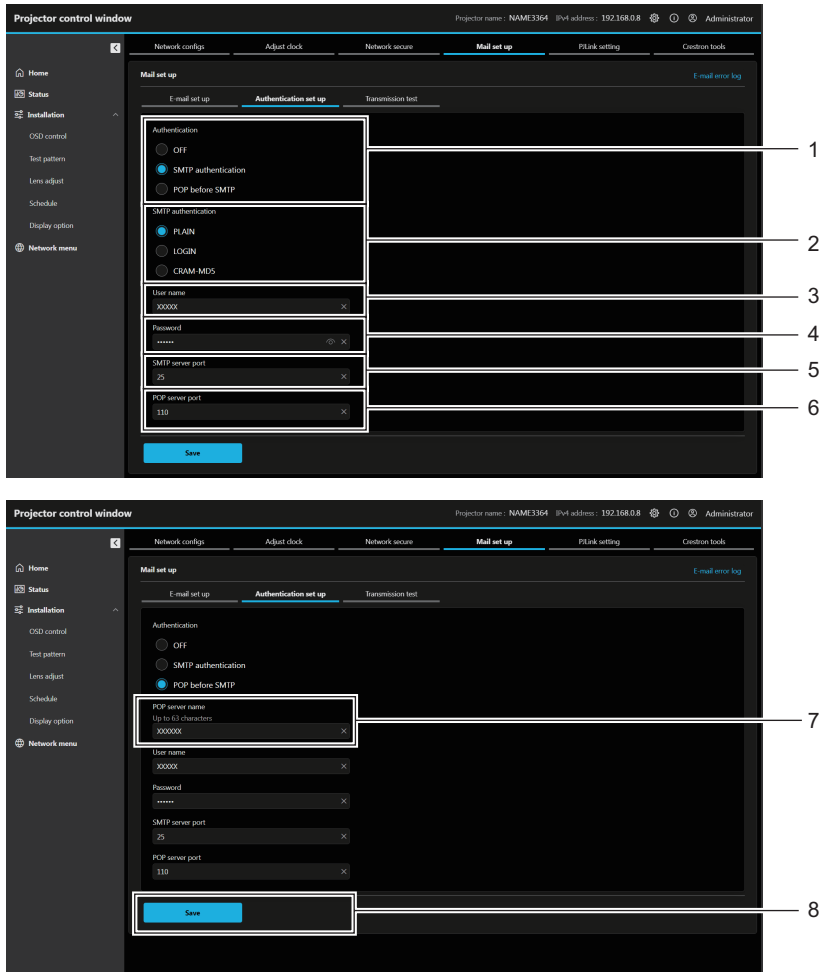 Projector control window
Projector name : NAME3364 IPv4 address : 192.168.0.8 Administrator
Network configs Adjust clock Network secure Mail set up PJLink setting Crestron tools
Home
Status
Installation
OSD control
Test pattern
Lens adjust
Schedule
Display option
Network menu
Mail set up E-mail error log
E-mail set up Authentication set up Transmission test
Authentication
OFF
SMTP authentication
POP before SMTP
1
SMTP authentication
PLAIN
LOGIN
CRAM-MD5
2
User name
XXXXX
3
Password
••••••
4
SMTP server port
25
5
POP server port
110
6
Save
Projector control window
Projector name : NAME3364 IPv4 address : 192.168.0.8 Administrator
Network configs Adjust clock Network secure Mail set up PJLink setting Crestron tools
Home
Status
Installation
OSD control
Test pattern
Lens adjust
Schedule
Display option
Network menu
Mail set up E-mail error log
E-mail set up Authentication set up Transmission test
Authentication
OFF
SMTP authentication
POP before SMTP
POP server name
Up to 63 characters
XXXXXX
7
User name
XXXXX
Password
••••••
SMTP server port
25
POP server port
110
Save
8